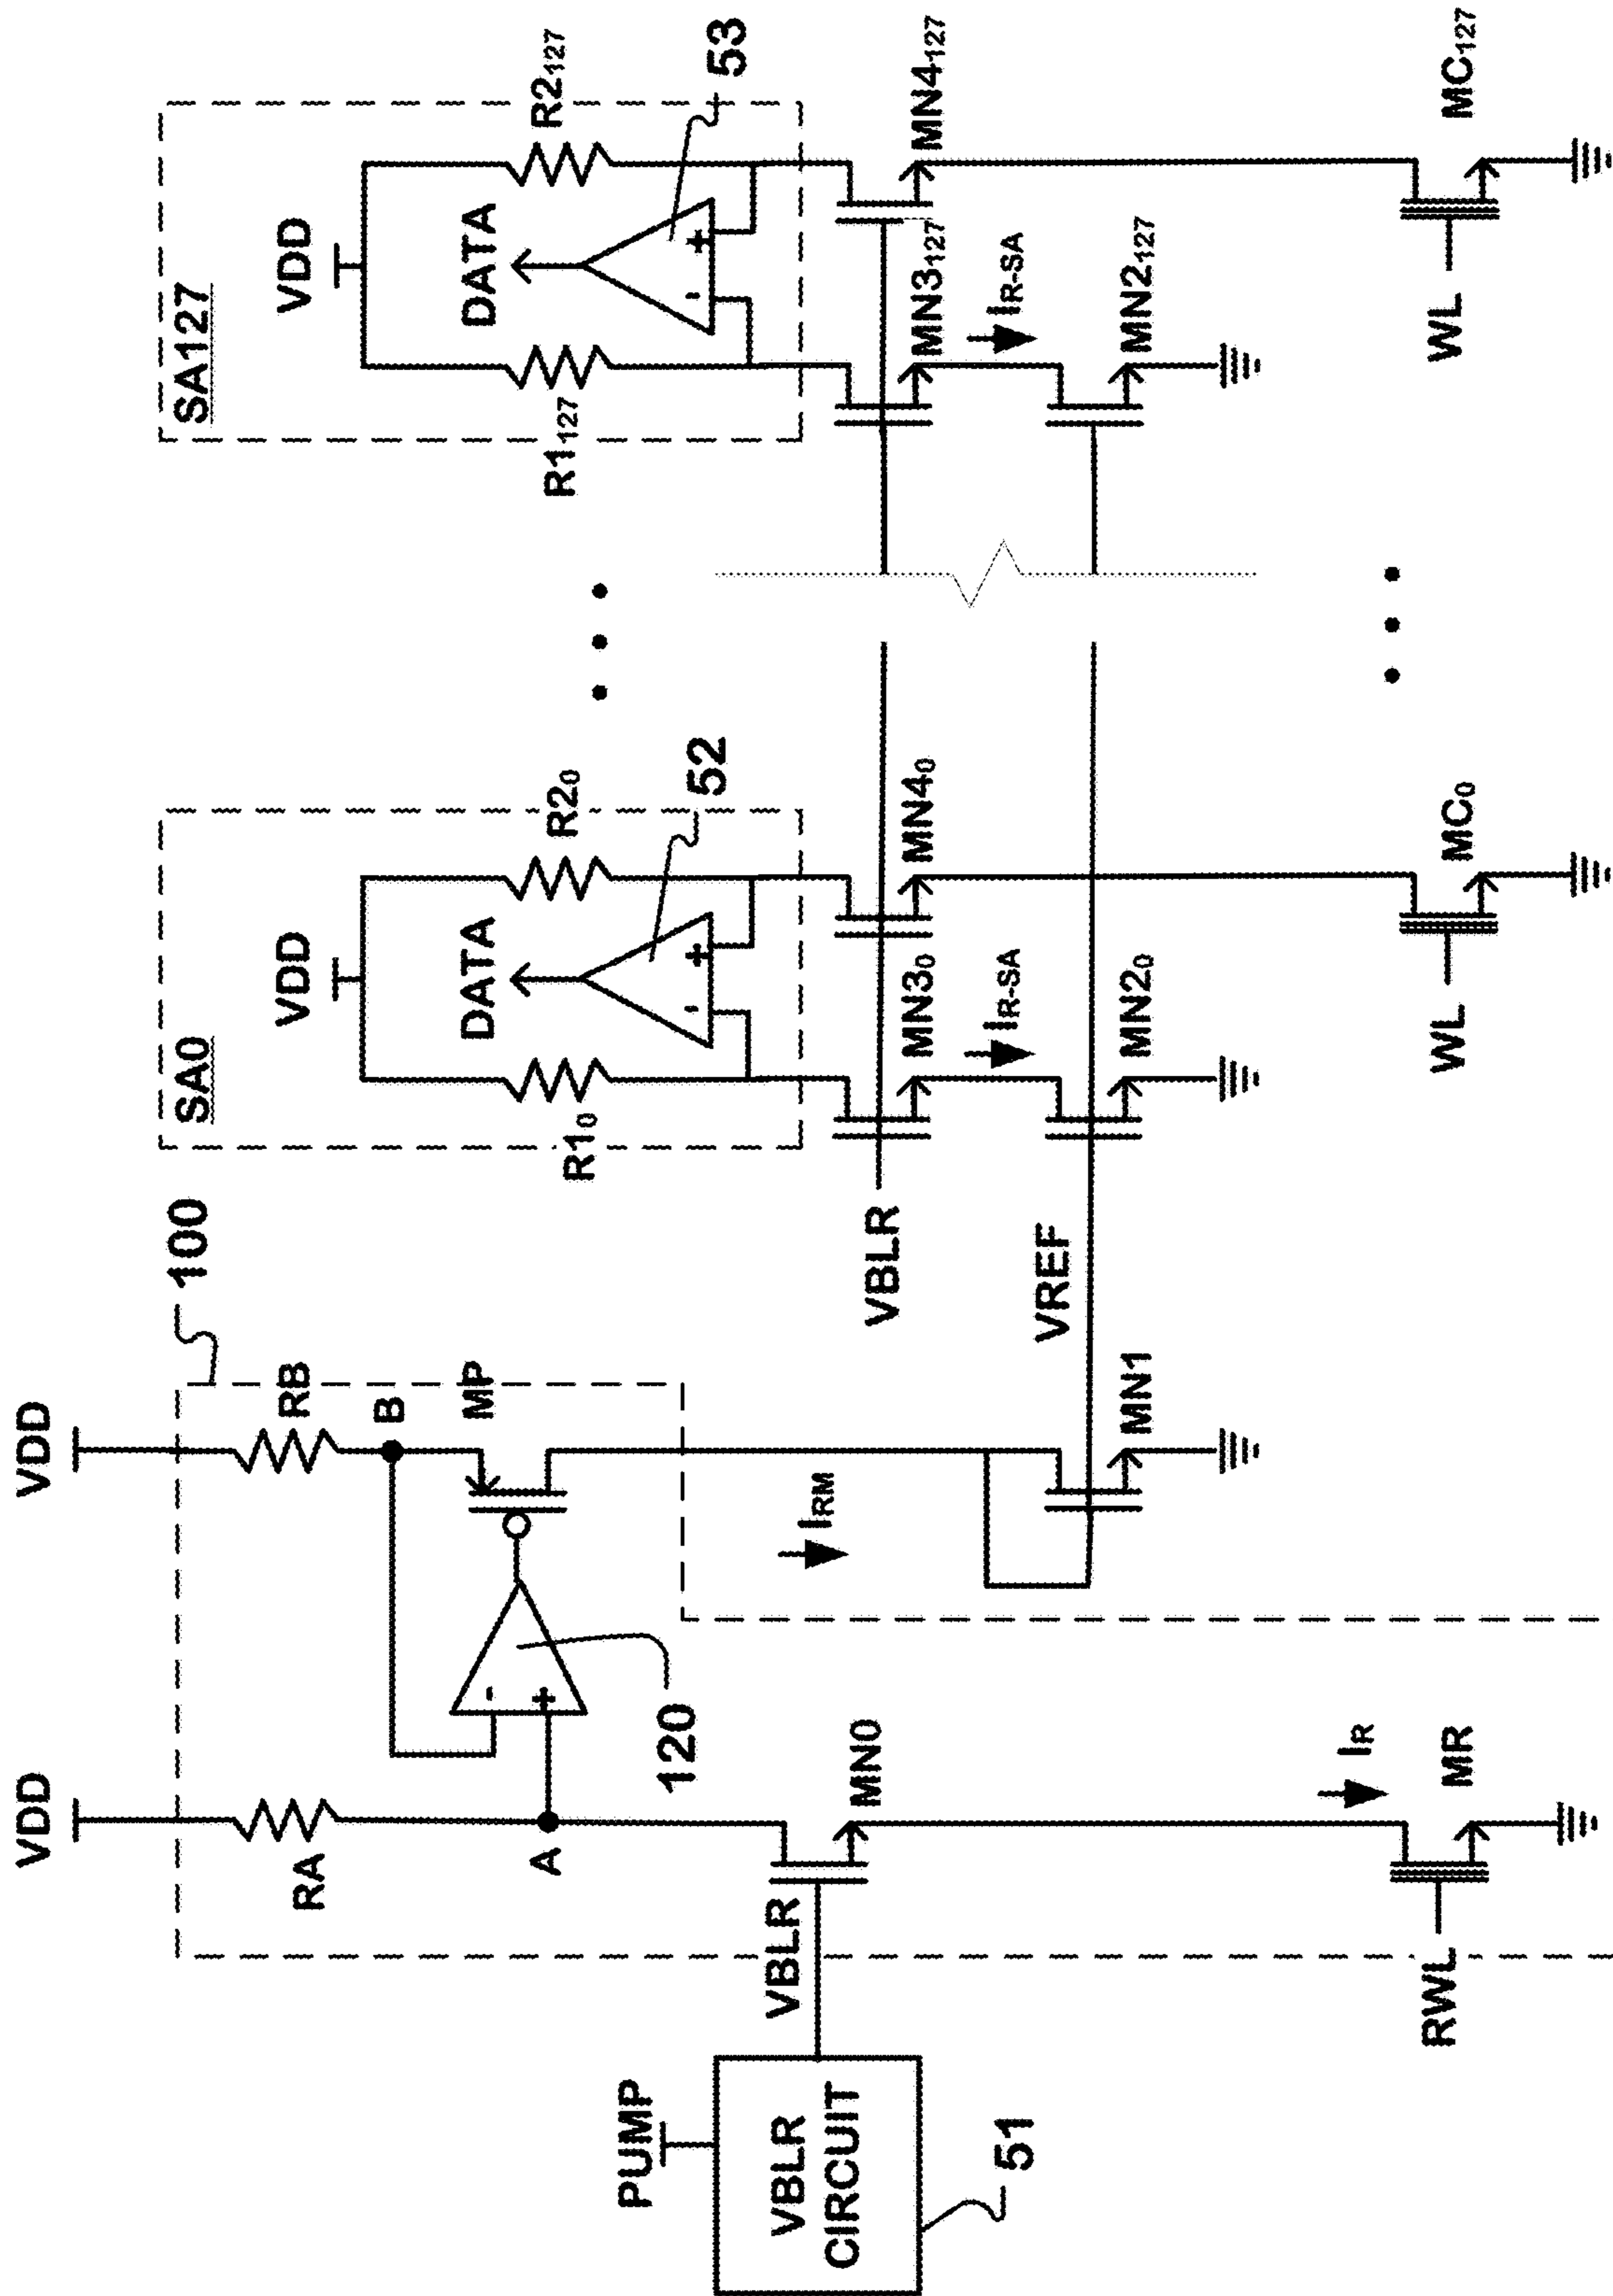 VDD
VDD
100
RA
RB
A
B
MP
-
+
120
PUMP
VBLR
CIRCUIT
51
VBLR
MN0
IRM
IR
RWL
MR
MN1
VREF
VBLR
SA0
VDD
DATA
R10
R20
-
+
52
MN30
MN40
IR-SA
MN20
WL
MC0
SA127
VDD
DATA
R1127
R2127
-
+
53
MN3127
MN4127
IR-SA
MN2127
WL
MC127